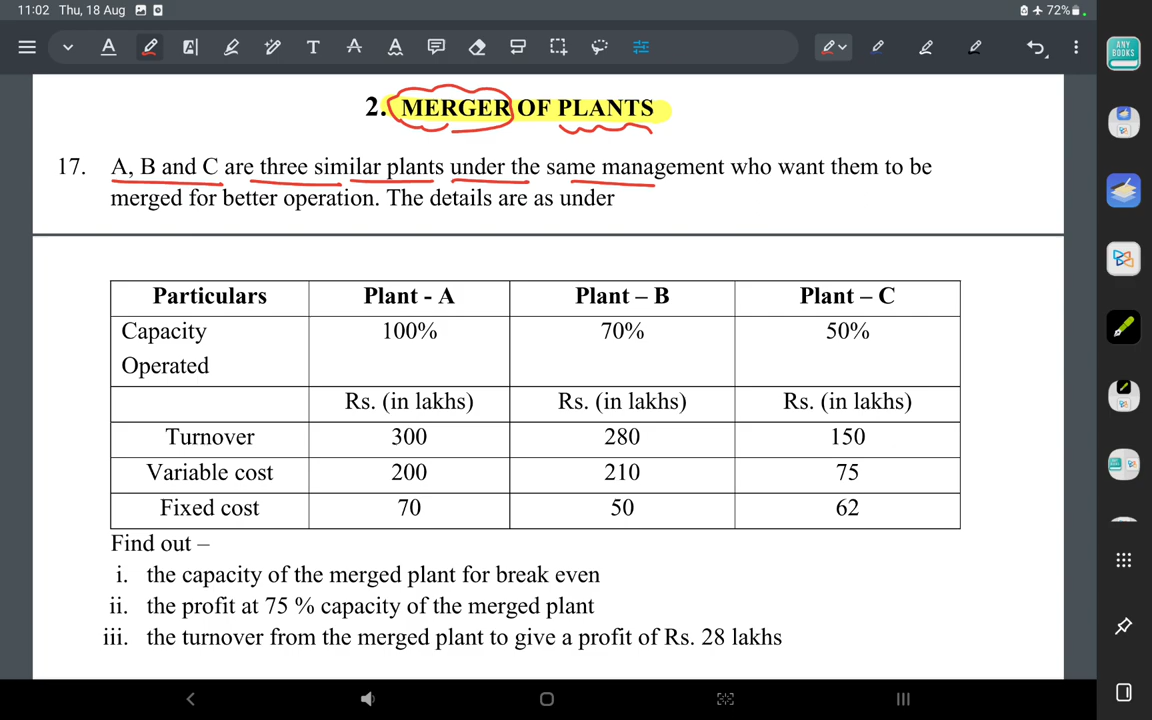 11:02 Thu, 18 Aug
72%
A A T A A
2. MERGER OF PLANTS
17. A, B and C are three similar plants under the same management who want them to be
merged for better operation. The details are as under
Particulars Plant - A Plant – B Plant – C
Capacity 100% 70% 50%
Operated
Rs. (in lakhs) Rs. (in lakhs) Rs. (in lakhs)
Turnover 300 280 150
Variable cost 200 210 75
Fixed cost 70 50 62
Find out –
i. the capacity of the merged plant for break even
ii. the profit at 75 % capacity of the merged plant
iii. the turnover from the merged plant to give a profit of Rs. 28 lakhs
ANY
BOOKS